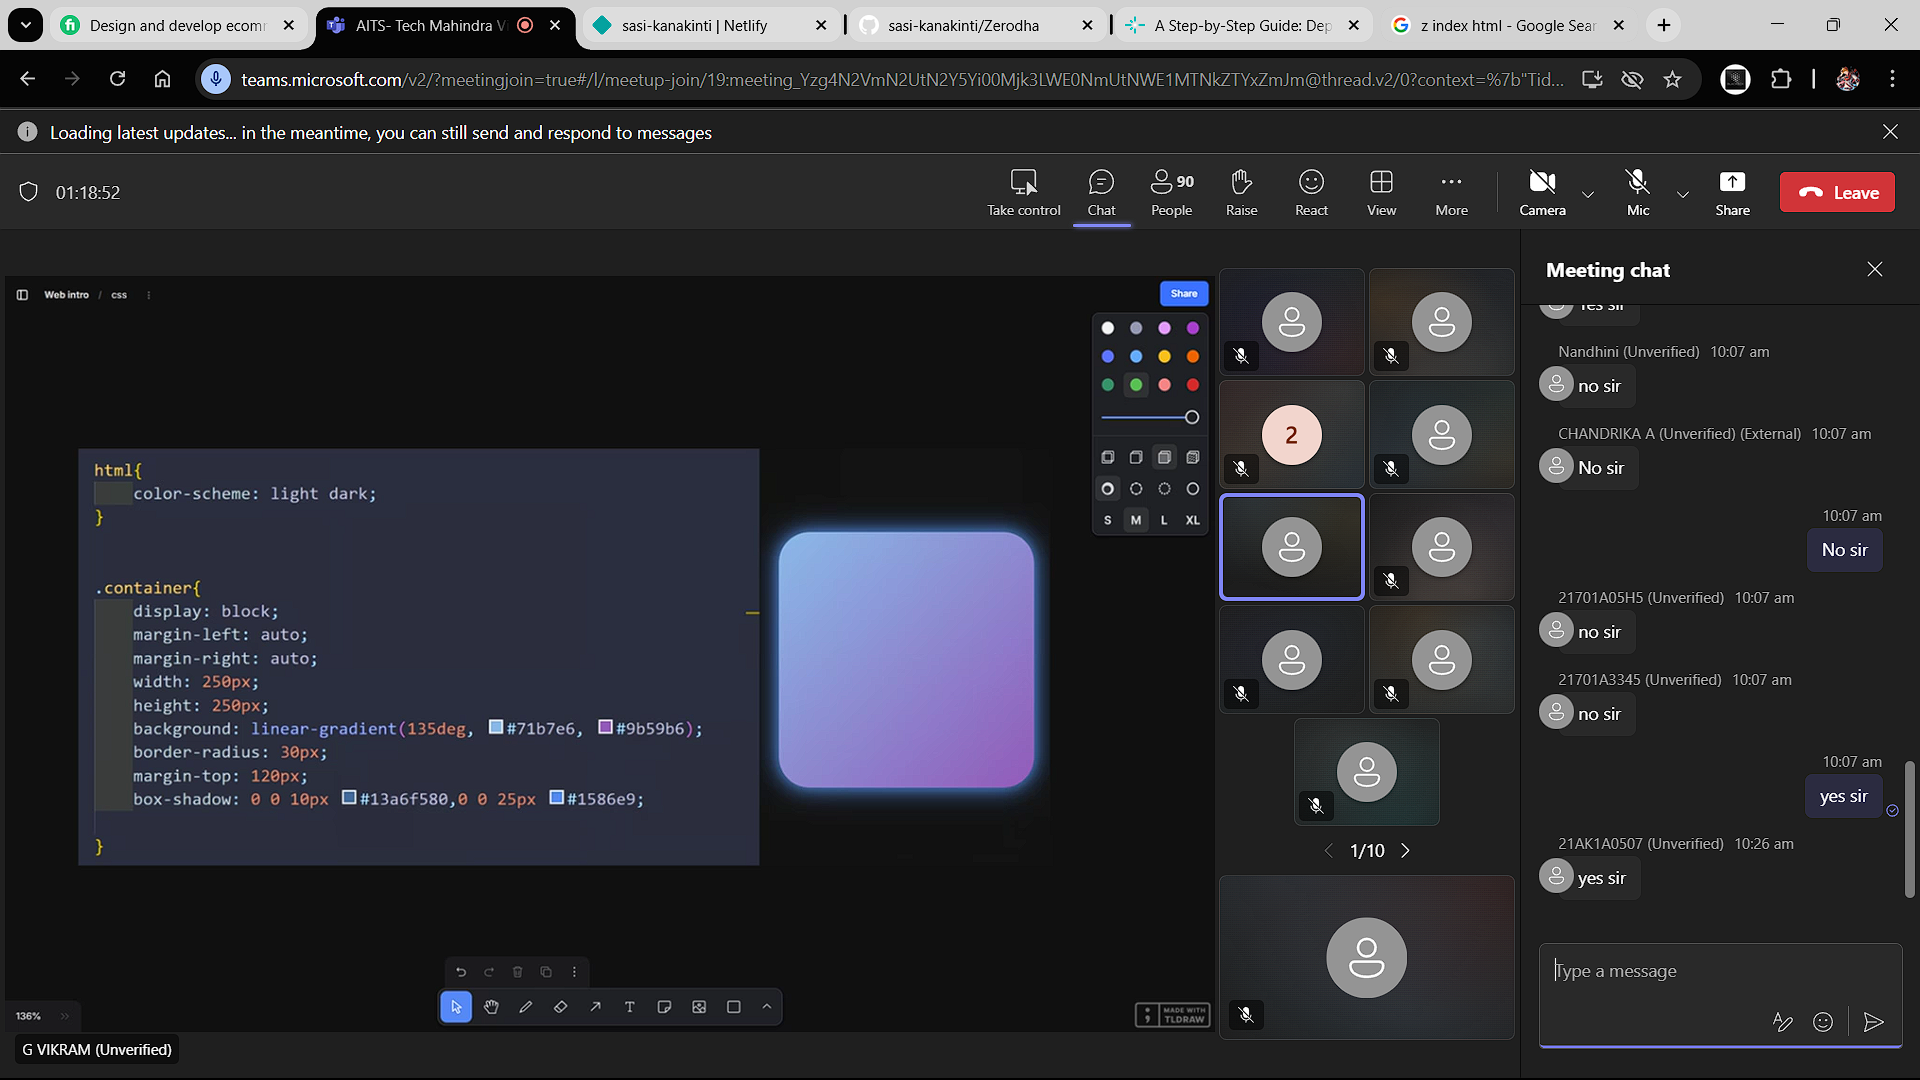 Design and develop ecom
AITS- Tech Mahindra Vi
sasi-kanakinti | Netlify
sasi-kanakinti/Zerodha
A Step-by-Step Guide: Dep
z index html - Google Sear
teams.microsoft.com/v2/?meetingjoin=true#/l/meetup-join/19:meeting_Yzg4N2VmN2UtN2Y5Yi00Mjk3LWE0NmUtNWE1MTNkZTYxZmJm@thread.v2/0?context=%7b"Tid...
Loading latest updates... in the meantime, you can still send and respond to messages
01:18:52
Take control
Chat
90
People
Raise
React
View
More
Camera
Mic
Share
Leave
Web intro / css
Share
S M L XL
html{
color-scheme: light dark;
}
.container{
display: block;
margin-left: auto;
margin-right: auto;
width: 250px;
height: 250px;
background: linear-gradient(135deg, #71b7e6, #9b59b6);
border-radius: 30px;
margin-top: 120px;
box-shadow: 0 0 10px #13a6f580,0 0 25px #1586e9;
}
T
136%
MADE WITH
TLDRAW
G VIKRAM (Unverified)
2
1/10
Meeting chat
Yes sir
Nandhini (Unverified) 10:07 am
no sir
CHANDRIKA A (Unverified) (External) 10:07 am
No sir
10:07 am
No sir
21701A05H5 (Unverified) 10:07 am
no sir
21701A3345 (Unverified) 10:07 am
no sir
10:07 am
yes sir
21AK1A0507 (Unverified) 10:26 am
yes sir
Type a message